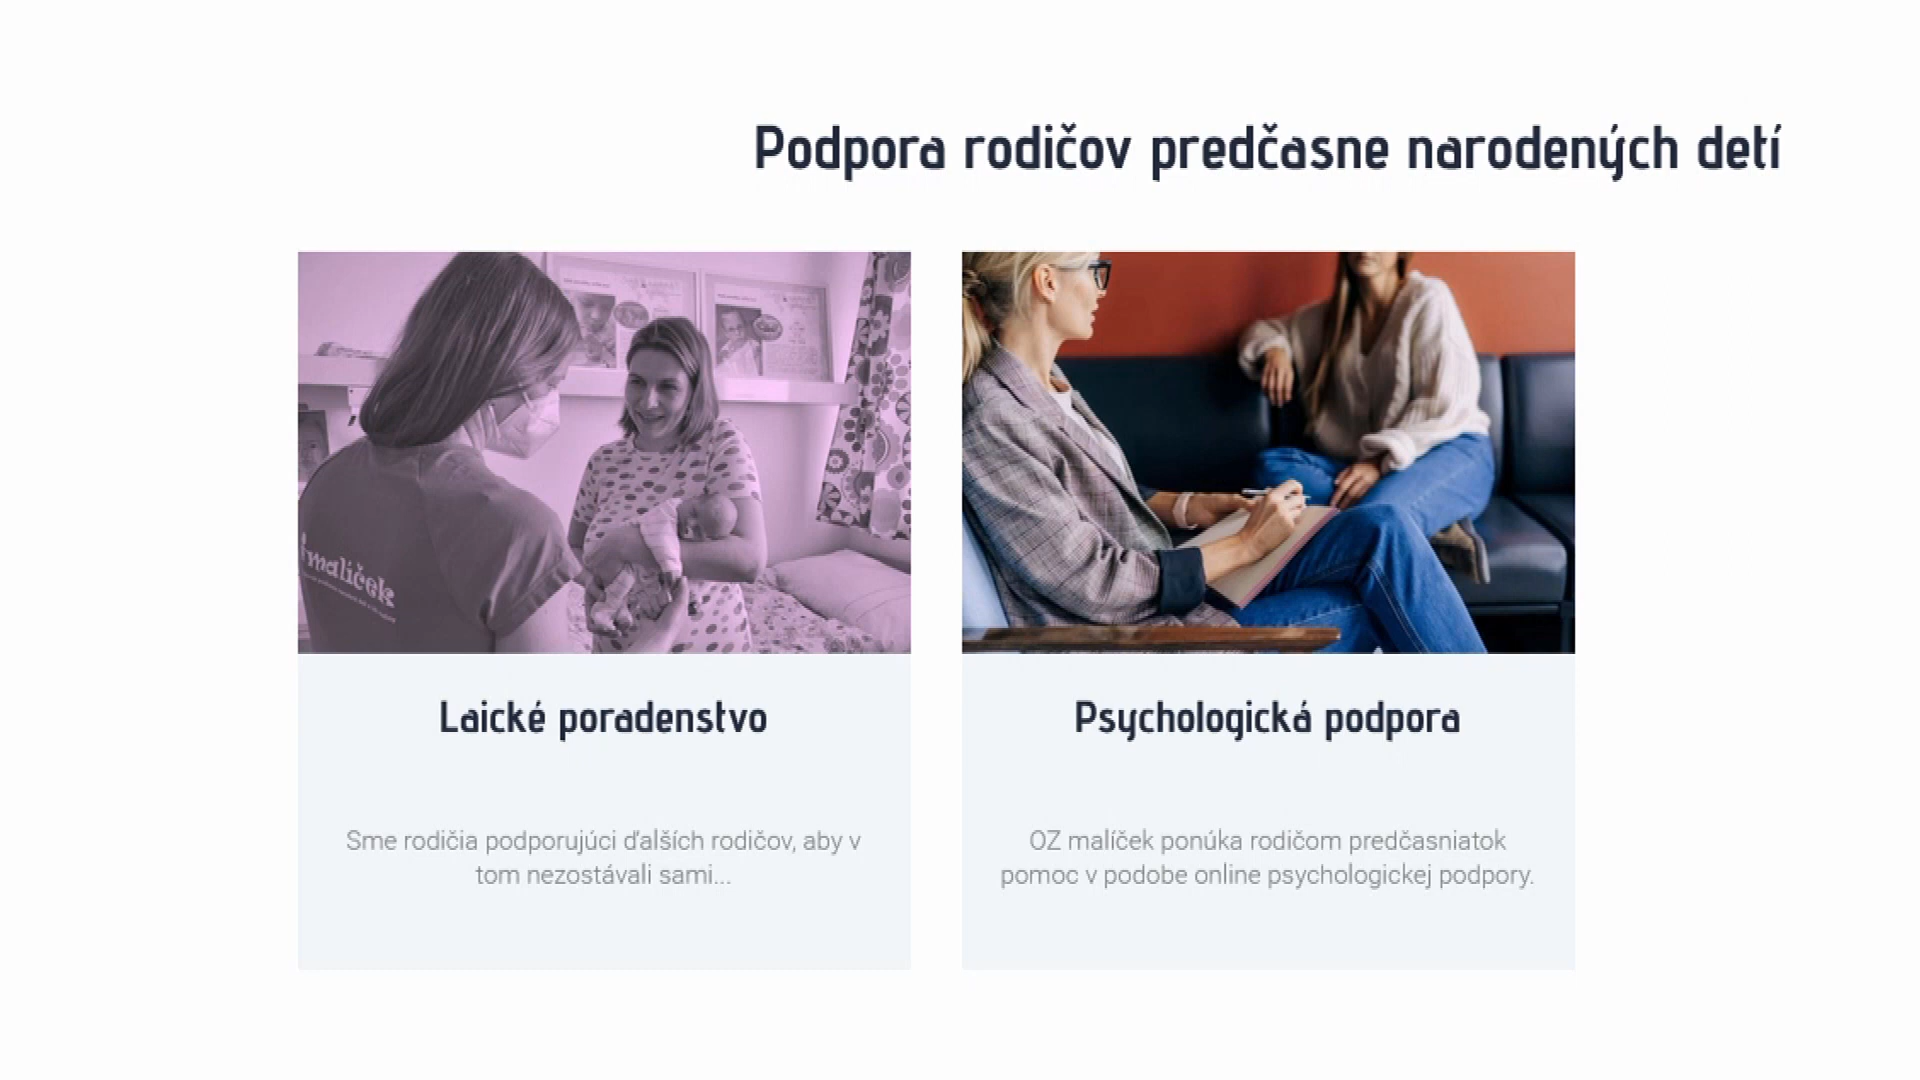 Podpora rodičov predčasne narodených detí
malíček
Laické poradenstvo
Sme rodičia podporujúci ďalších rodičov, aby v
tom nezostávali sami...
Psychologická podpora
OZ malíček ponúka rodičom predčasniatok
pomoc v podobe online psychologickej podpory.